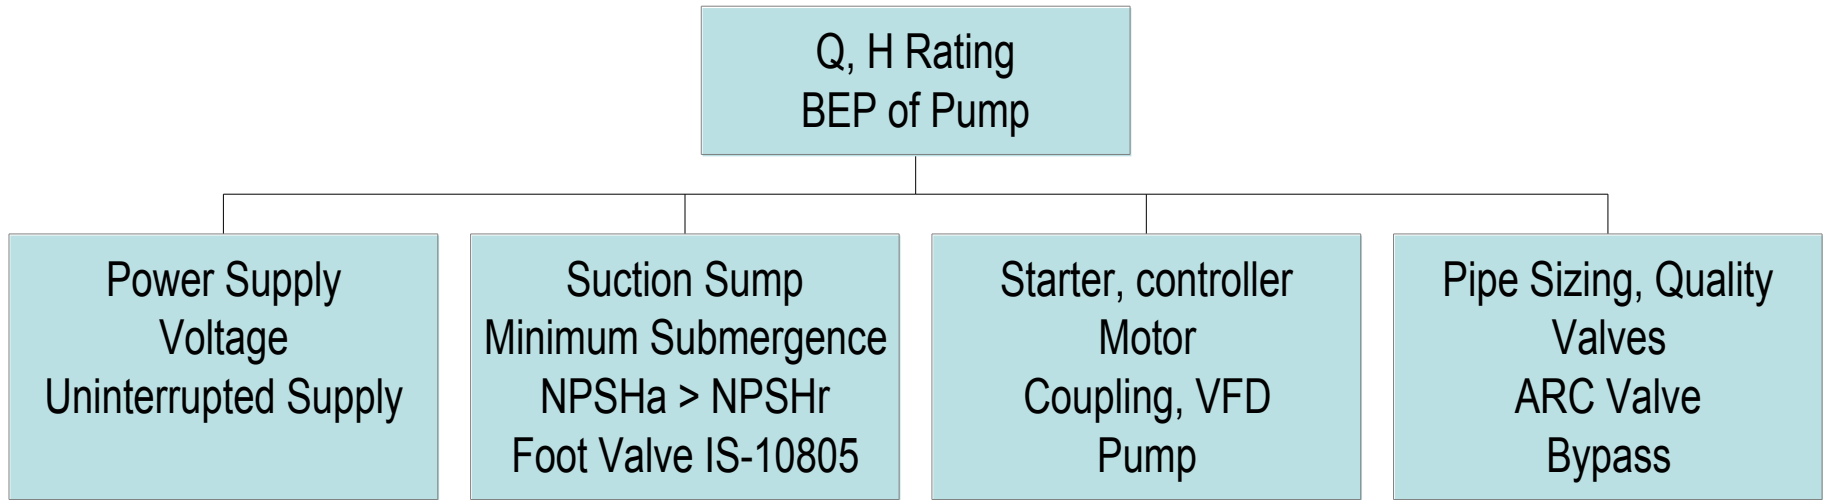 Q, H Rating
BEP of Pump
Power Supply
Voltage
Uninterrupted Supply
Suction Sump
Minimum Submergence
NPSHa > NPSHr
Foot Valve IS-10805
Starter, controller
Motor
Coupling, VFD
Pump
Pipe Sizing, Quality
Valves
ARC Valve
Bypass